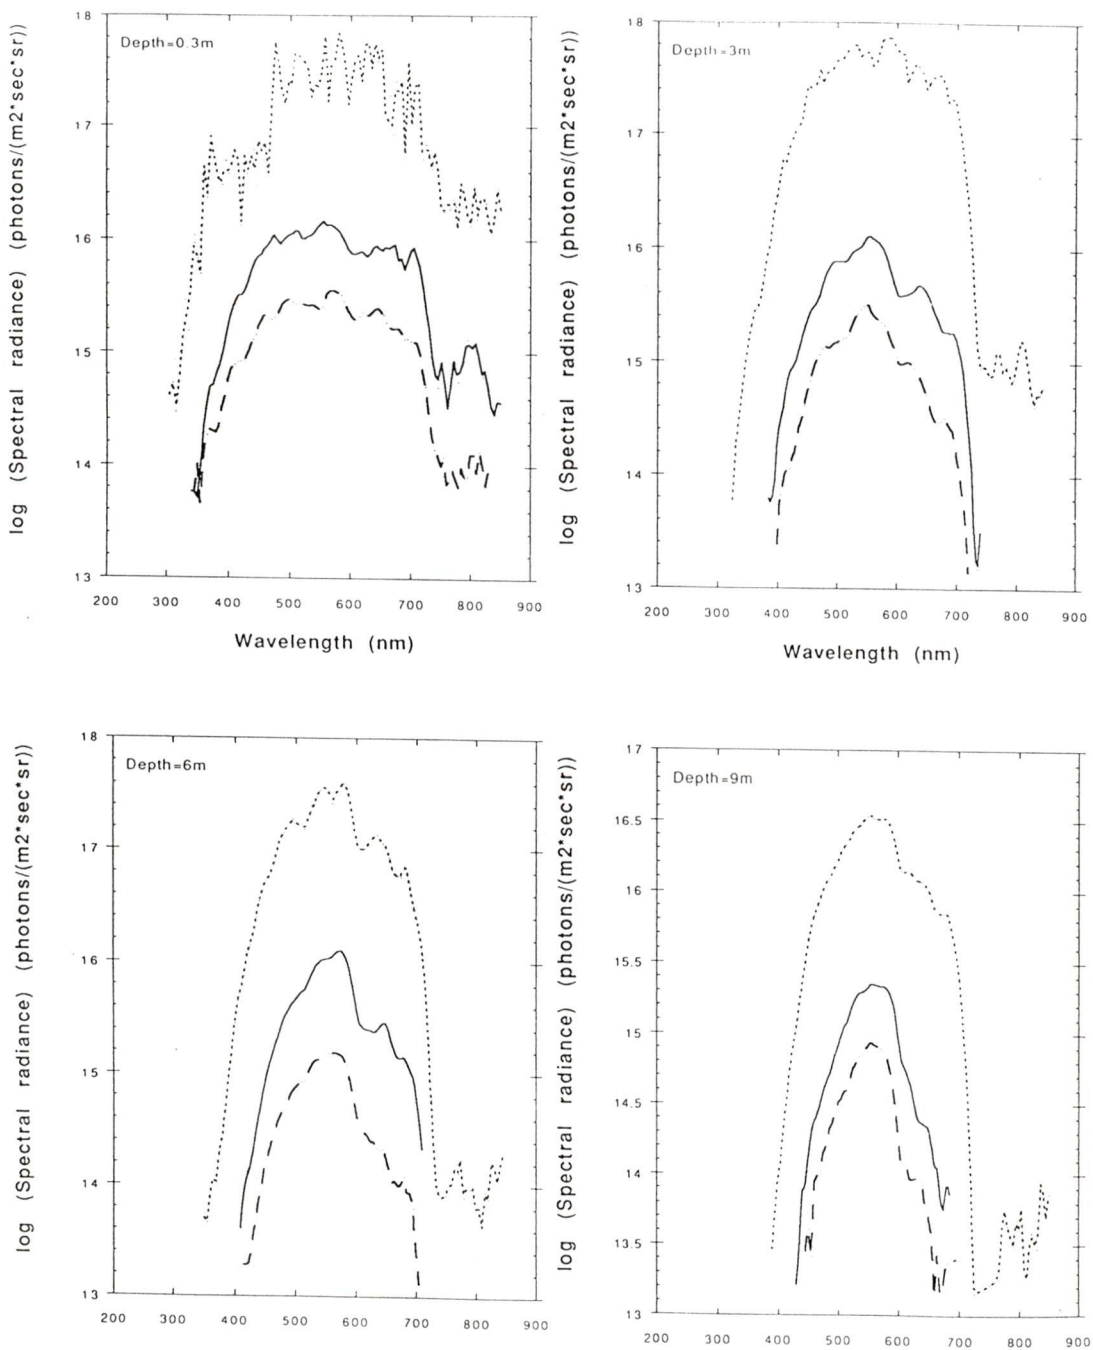 log (Spectral radiance) (photons/(m2*sec*sr))
Depth=0.3m
18
17
16
15
14
13
200 300 400 500 600 700 800 900
Wavelength (nm)
log (Spectral radiance) (photons/(m2*sec*sr))
Depth=3m
18
17
16
15
14
13
200 300 400 500 600 700 800 900
Wavelength (nm)
log (Spectral radiance) (photons/(m2*sec*sr))
Depth=6m
18
17
16
15
14
13
200 300 400 500 600 700 800 900
log (Spectral radiance) (photons/(m2*sec*sr))
Depth=9m
17
16.5
16
15.5
15
14.5
14
13.5
13
200 300 400 500 600 700 800 900